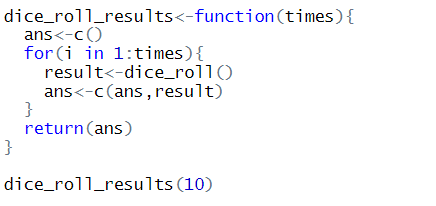 dice_roll_results<-function(times){
  ans<-c()
  for(i in 1:times){
    result<-dice_roll()
    ans<-c(ans,result)
  }
  return(ans)
}
dice_roll_results(10)